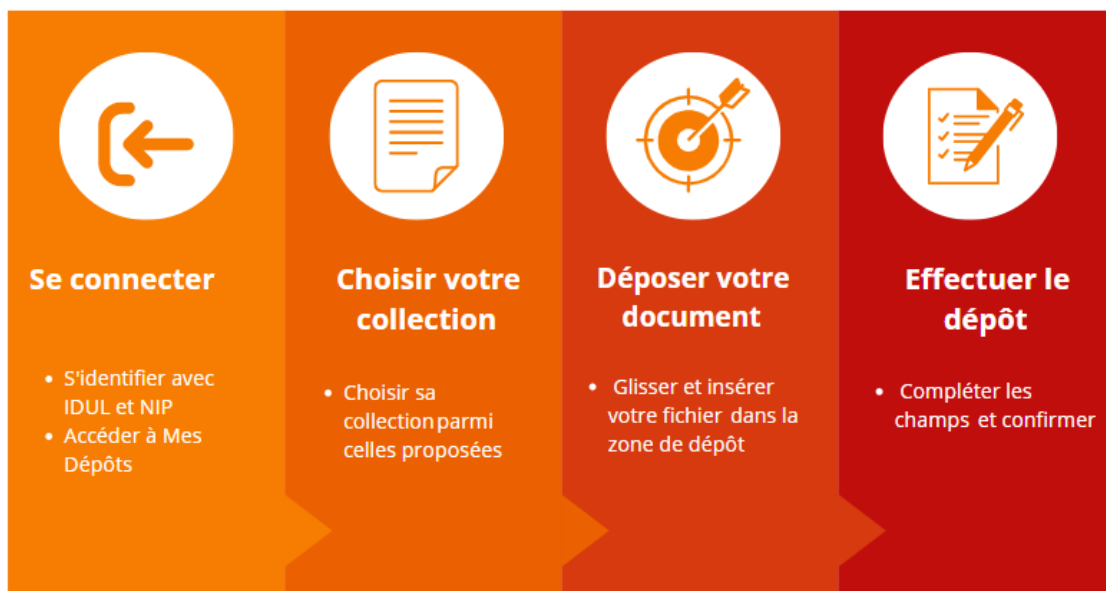 Se connecter
• S'identifier avec
IDUL et NIP
• Accéder à Mes
Dépôts
Choisir votre
collection
• Choisir sa
collection parmi
celles proposées
Déposer votre
document
• Glisser et insérer
votre fichier dans la
zone de dépôt
Effectuer le
dépôt
• Compléter les
champs et confirmer